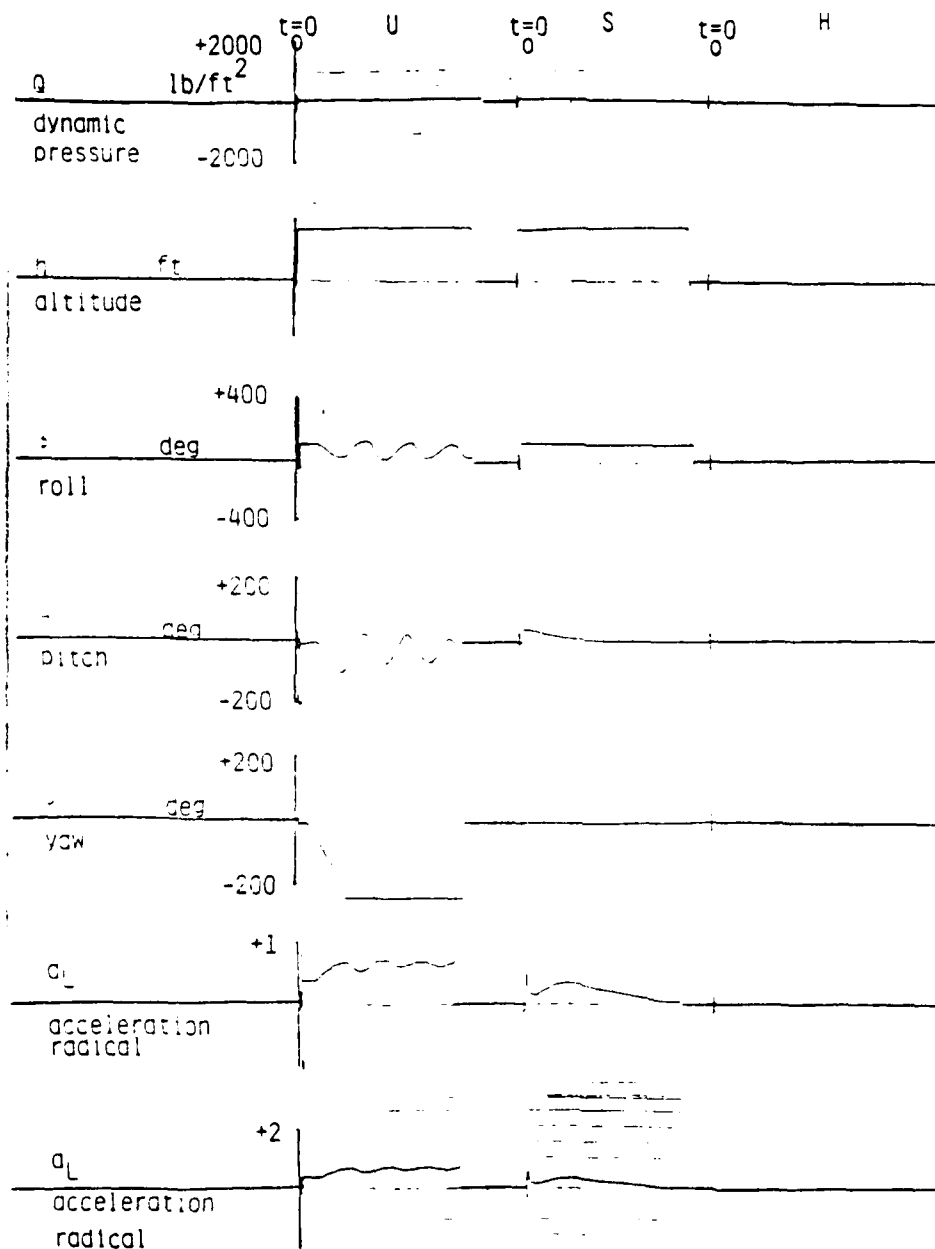 t=0 U t=0 S t=0 H
0 0 0
+2000
Q lb/ft²
dynamic
pressure -2000
h ft
altitude
+400
deg
roll
-400
+200
deg
pitch
-200
+200
deg
yaw
-200
+1
aL
acceleration
radical
+2
aL
acceleration
radical